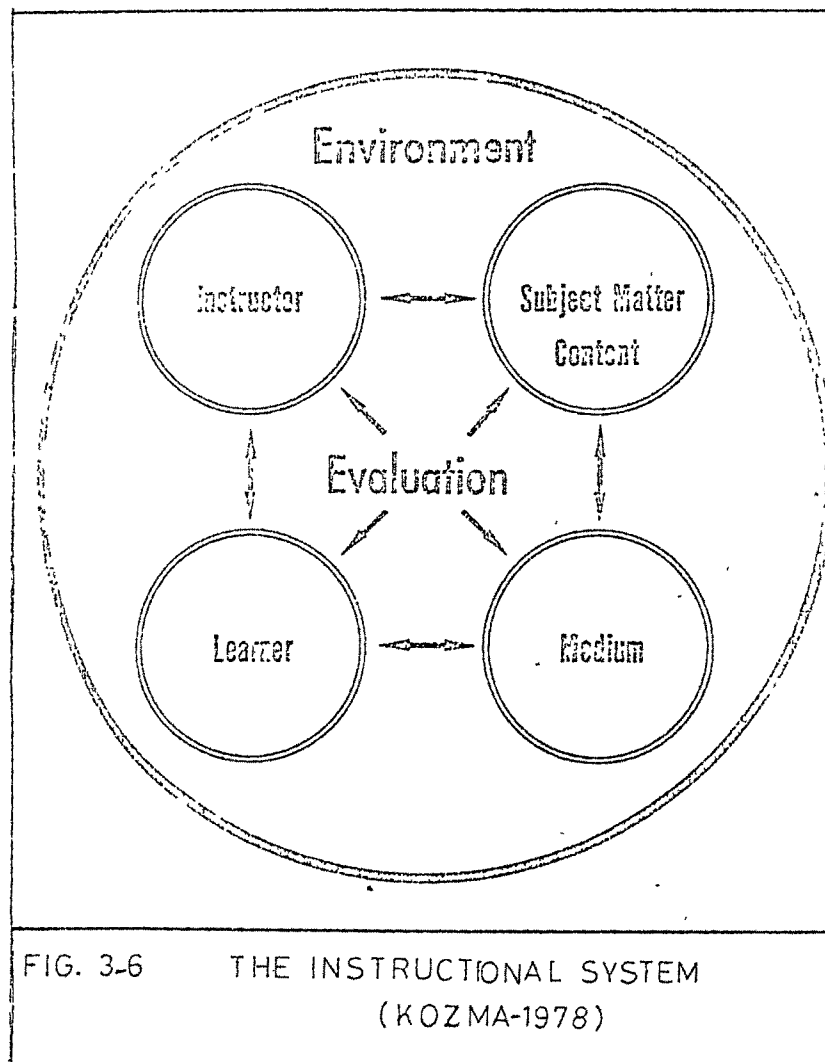 Environment
Instructor
Subject Matter
Content
Evaluation
Learner
Medium
FIG. 3-6 THE INSTRUCTIONAL SYSTEM
(KOZMA-1978)